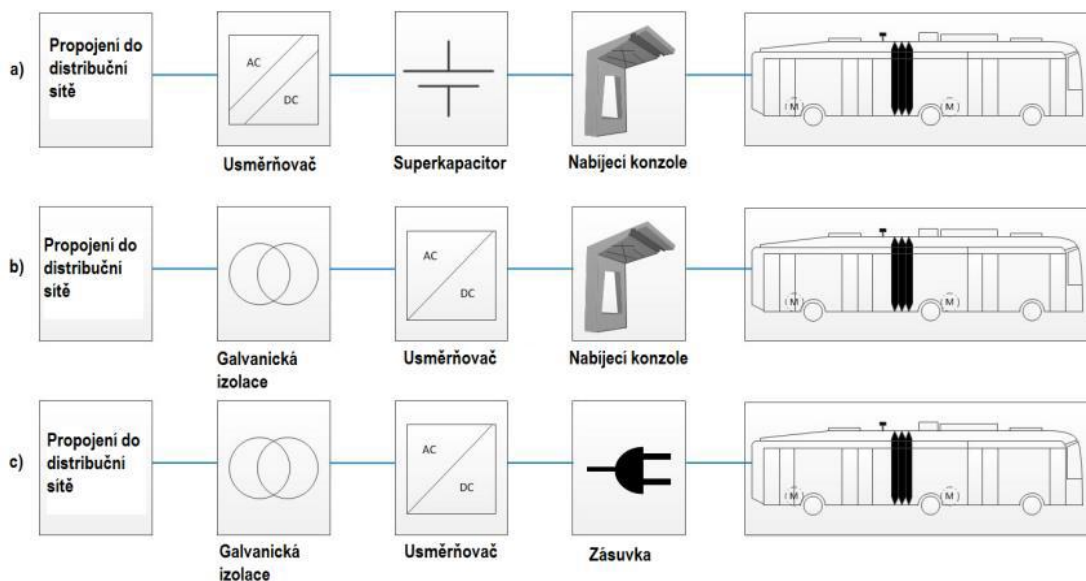 a)
Propojení do
distribuční
sítě
AC
DC
Usměrňovač
Superkapacitor
Nabíjecí konzole
M
M
b)
Propojení do
distribuční
sítě
AC
DC
Galvanická
izolace
Usměrňovač
Nabíjecí konzole
M
M
c)
Propojení do
distribuční
sítě
AC
DC
Galvanická
izolace
Usměrňovač
Zásuvka
M
M